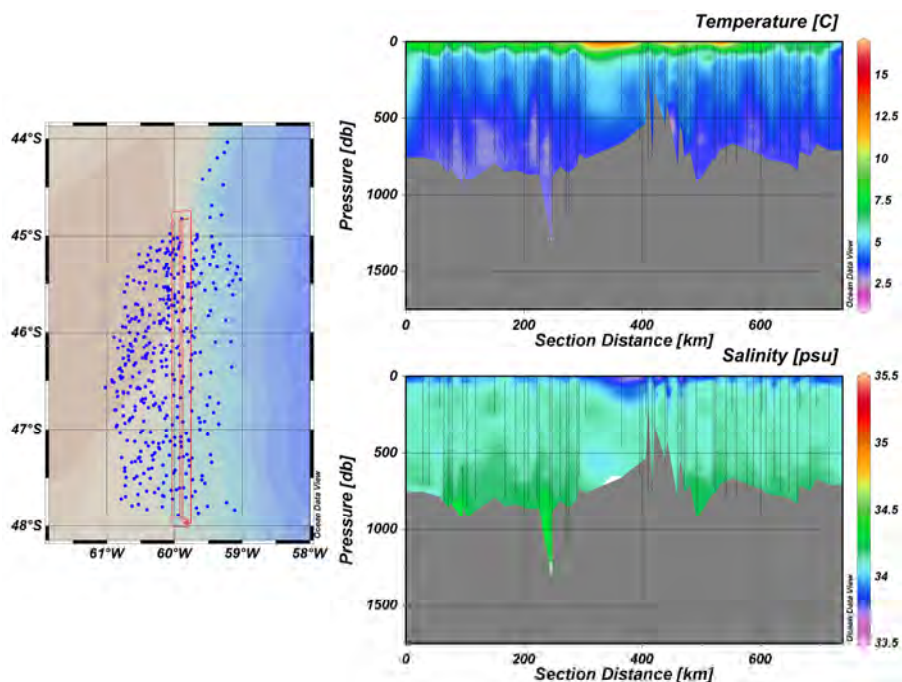 Temperature [C]
0
500
1000
1500
Pressure [db]
0
200
400
600
Section Distance [km]
15
12.5
10
7.5
5
2.5
Ocean Data View
44°S
45°S
46°S
47°S
48°S
61°W
60°W
59°W
58°W
Ocean Data View
Salinity [psu]
0
500
1000
1500
Pressure [db]
0
200
400
600
Section Distance [km]
35.5
35
34.5
34
33.5
Ocean Data View